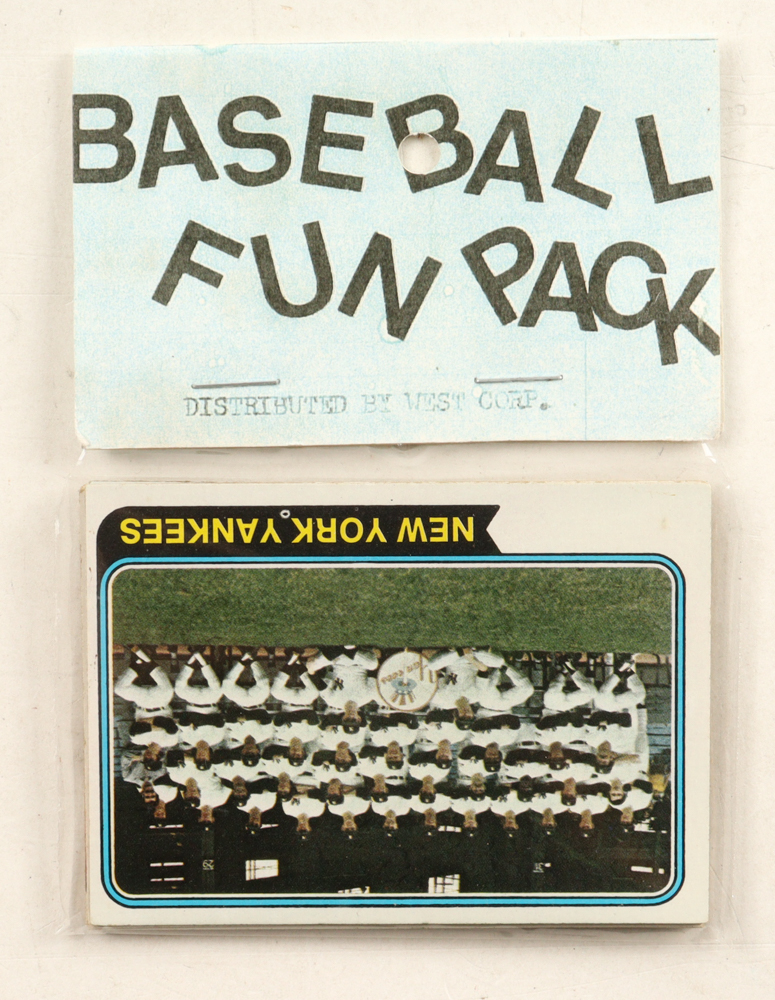 BASEBALL
FUN PACK
DISTRIBUTED BY WEST CORP.
NEW YORK YANKEES